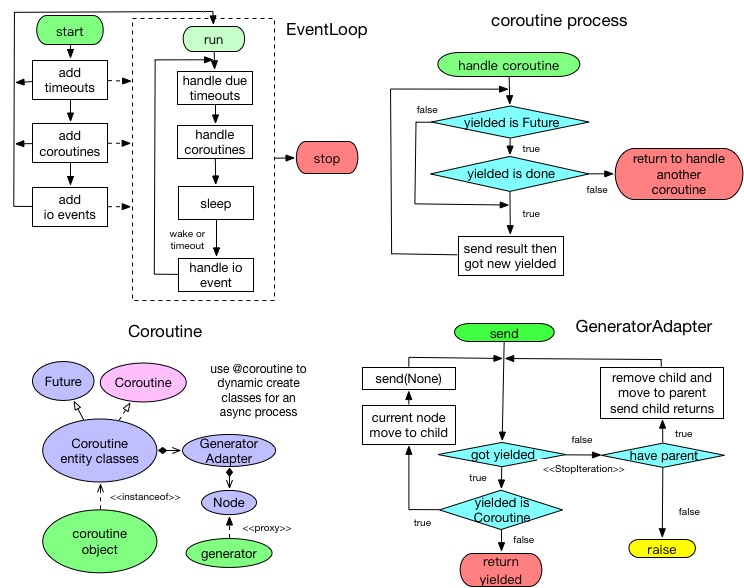 EventLoop
start
add
timeouts
add
coroutines
add
io events
run
handle due
timeouts
handle
coroutines
sleep
wake or
timeout
handle io
event
stop
coroutine process
handle coroutine
yielded is Future
false
true
yielded is done
false
true
return to handle
another
coroutine
send result then
got new yielded
Coroutine
Future
Coroutine
use @coroutine to
dynamic create
classes for an
async process
Coroutine
entity classes
Generator
Adapter
<<instanceof>>
Node
<<proxy>>
coroutine
object
generator
GeneratorAdapter
send
send(None)
current node
move to child
remove child and
move to parent
send child returns
got yielded
false
<<StopIteration>>
true
have parent
true
false
yielded is
Coroutine
true
false
return
yielded
raise